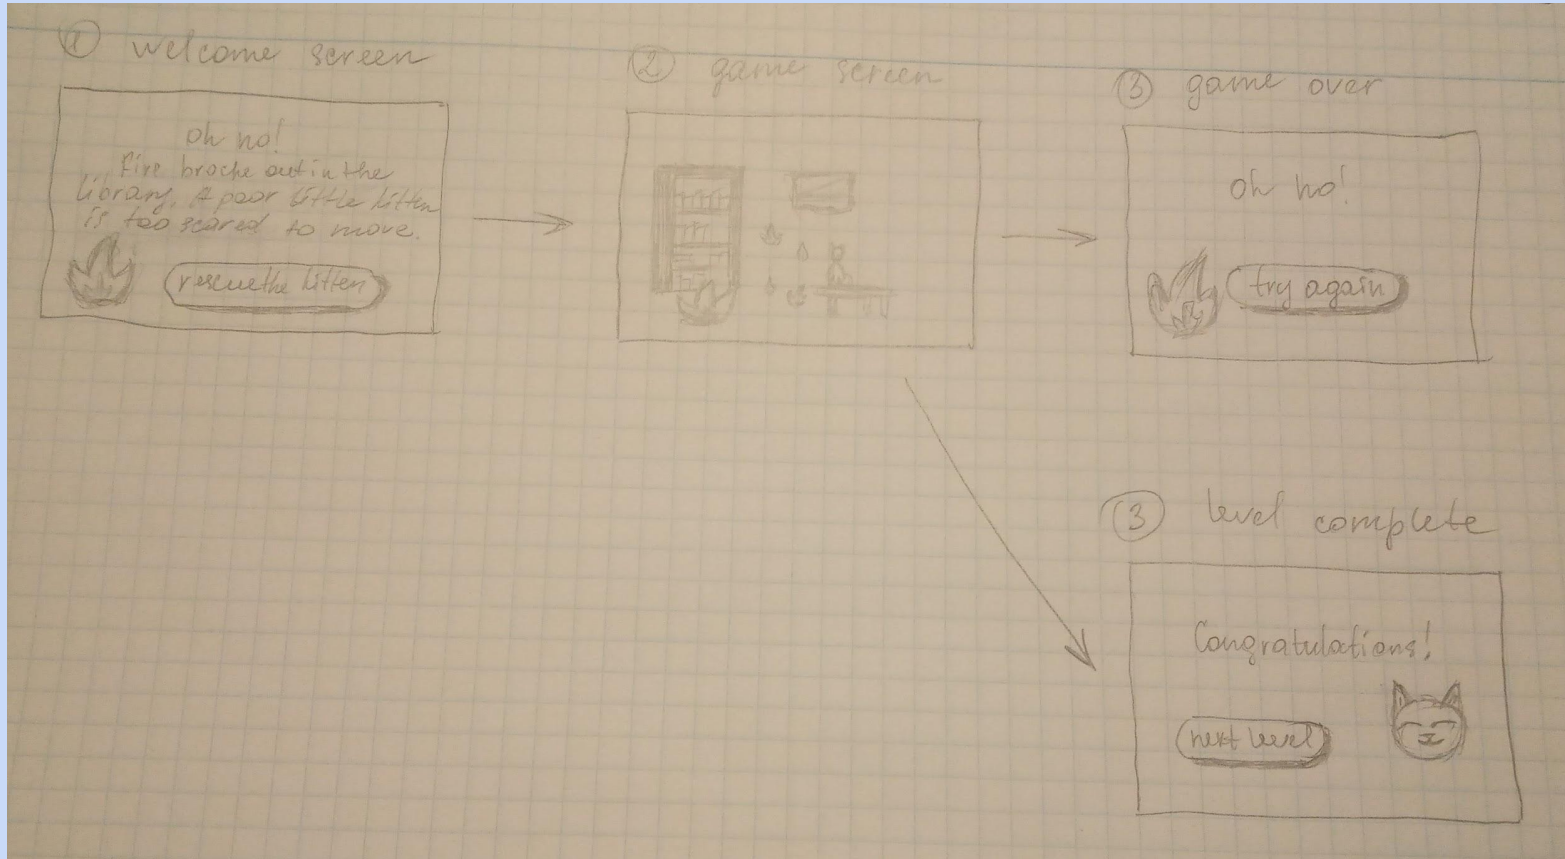 ① welcome screen
oh no!
Fire broche out in the
library. A poor little kitten
is too scared to move.
rescue the kitten
② game screen
③ game over
oh no!
try again
③ level complete
Congratulations!
next level